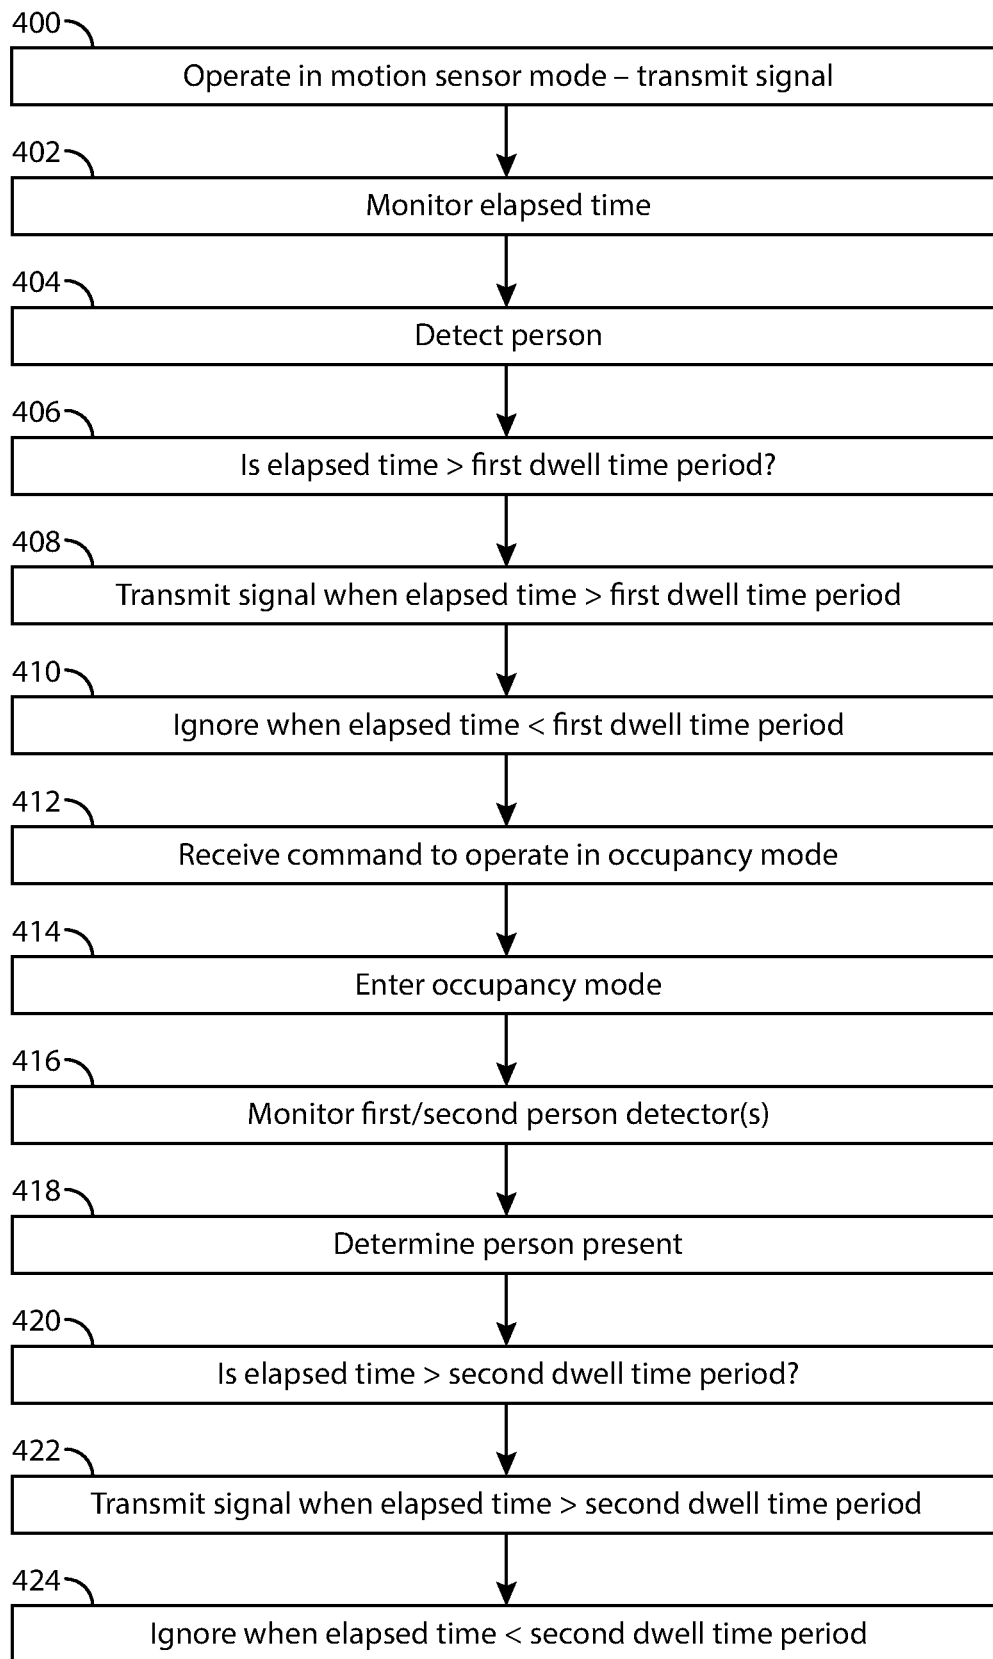 400
Operate in motion sensor mode – transmit signal
402
Monitor elapsed time
404
Detect person
406
Is elapsed time > first dwell time period?
408
Transmit signal when elapsed time > first dwell time period
410
Ignore when elapsed time < first dwell time period
412
Receive command to operate in occupancy mode
414
Enter occupancy mode
416
Monitor first/second person detector(s)
418
Determine person present
420
Is elapsed time > second dwell time period?
422
Transmit signal when elapsed time > second dwell time period
424
Ignore when elapsed time < second dwell time period